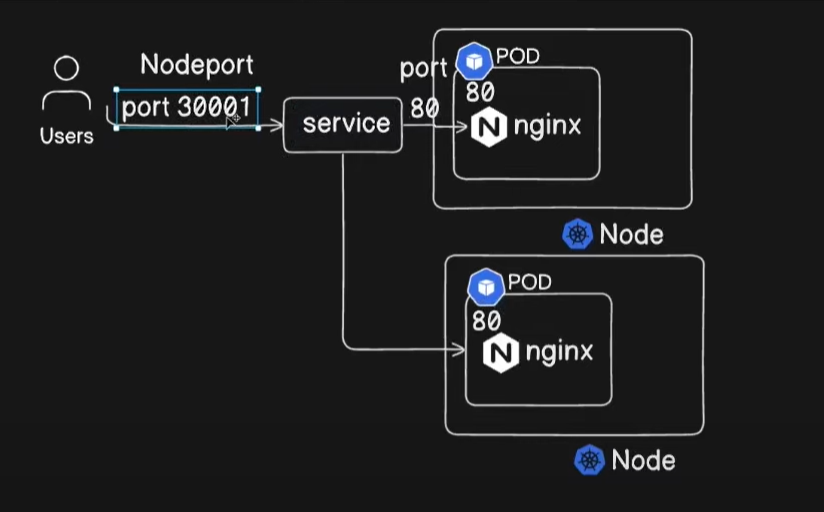 Nodeport
port 30001
Users
service
port
80
POD
80
N nginx
Node
POD
80
N nginx
Node